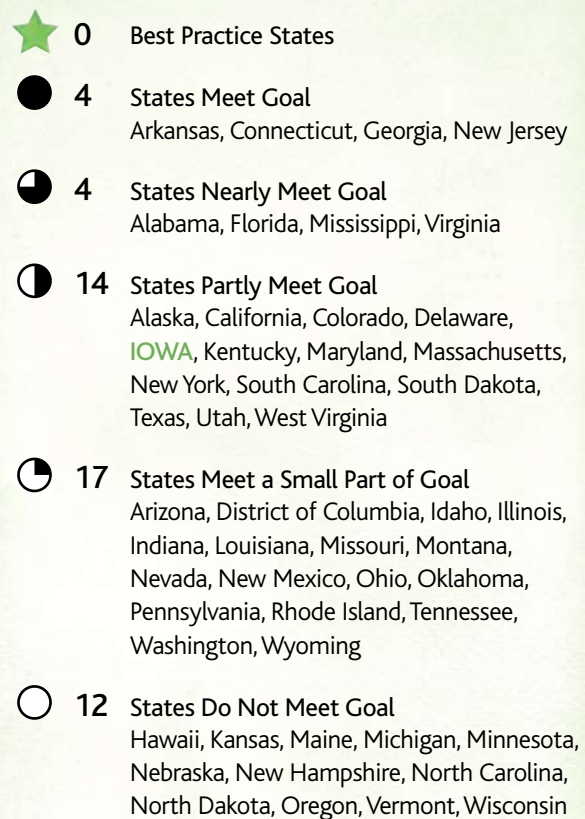 0 Best Practice States
4 States Meet Goal
Arkansas, Connecticut, Georgia, New Jersey
4 States Nearly Meet Goal
Alabama, Florida, Mississippi, Virginia
14 States Partly Meet Goal
Alaska, California, Colorado, Delaware,
IOWA, Kentucky, Maryland, Massachusetts,
New York, South Carolina, South Dakota,
Texas, Utah, West Virginia
17 States Meet a Small Part of Goal
Arizona, District of Columbia, Idaho, Illinois,
Indiana, Louisiana, Missouri, Montana,
Nevada, New Mexico, Ohio, Oklahoma,
Pennsylvania, Rhode Island, Tennessee,
Washington, Wyoming
12 States Do Not Meet Goal
Hawaii, Kansas, Maine, Michigan, Minnesota,
Nebraska, New Hampshire, North Carolina,
North Dakota, Oregon, Vermont, Wisconsin